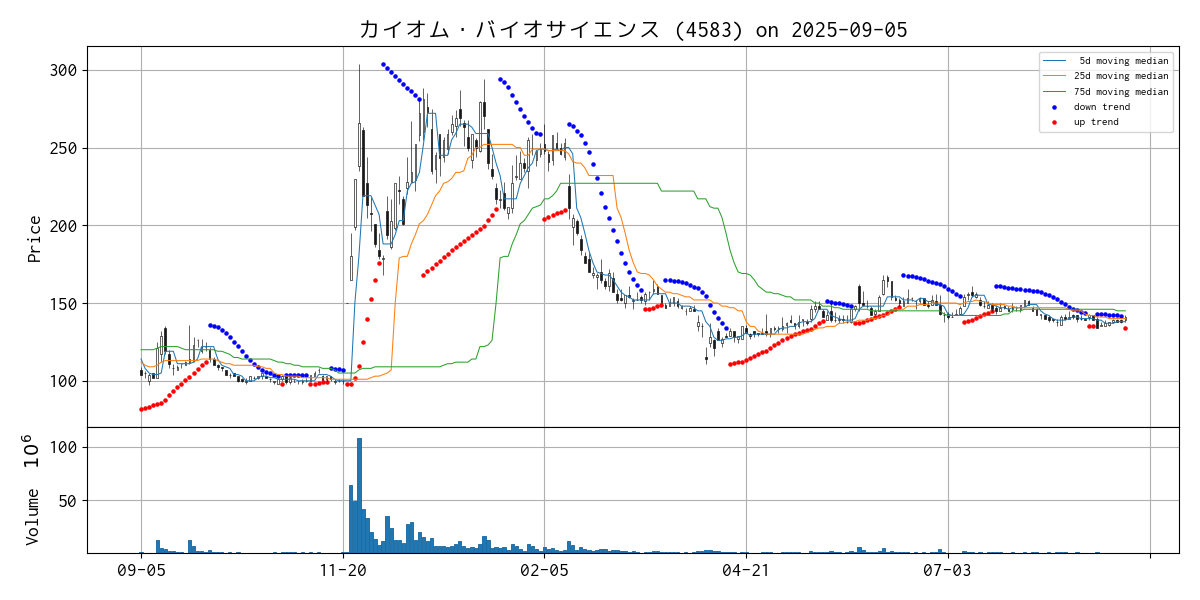 カイオム・バイオサイエンス (4583) on 2025-09-05
5d moving median
25d moving median
75d moving median
down trend
up trend
Price
300
250
200
150
100
Volume 10^6
100
50
09-05
11-20
02-05
04-21
07-03